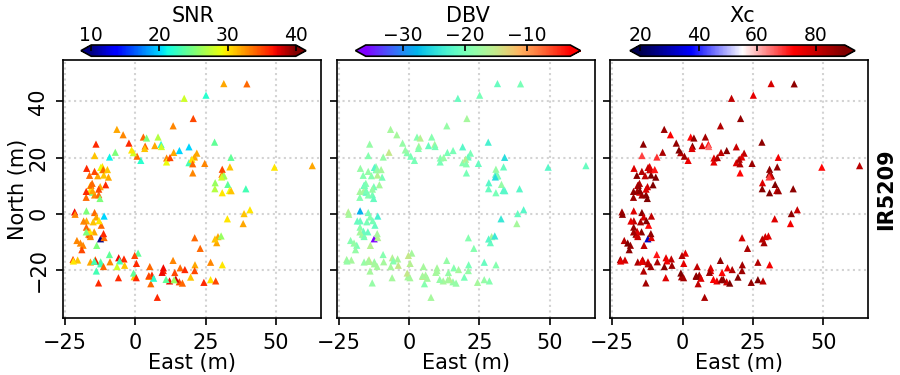 SNR DBV Xc
10 20 30 40 −30 −20 −10 20 40 60 80
40
20
0
−20
North (m)
IR5209
−25 0 25 50 −25 0 25 50 −25 0 25 50
East (m) East (m) East (m)